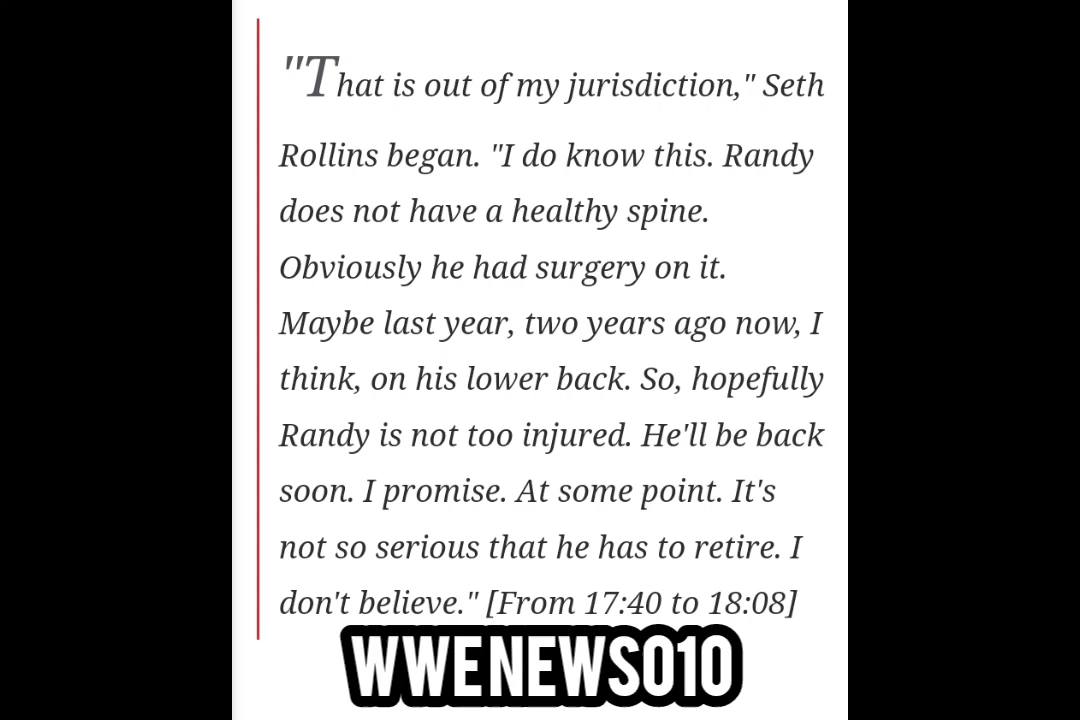 "That is out of my jurisdiction," Seth
Rollins began. "I do know this. Randy
does not have a healthy spine.
Obviously he had surgery on it.
Maybe last year, two years ago now, I
think, on his lower back. So, hopefully
Randy is not too injured. He'll be back
soon. I promise. At some point. It's
not so serious that he has to retire. I
don't believe." [From 17:40 to 18:08]
WWENEWS010